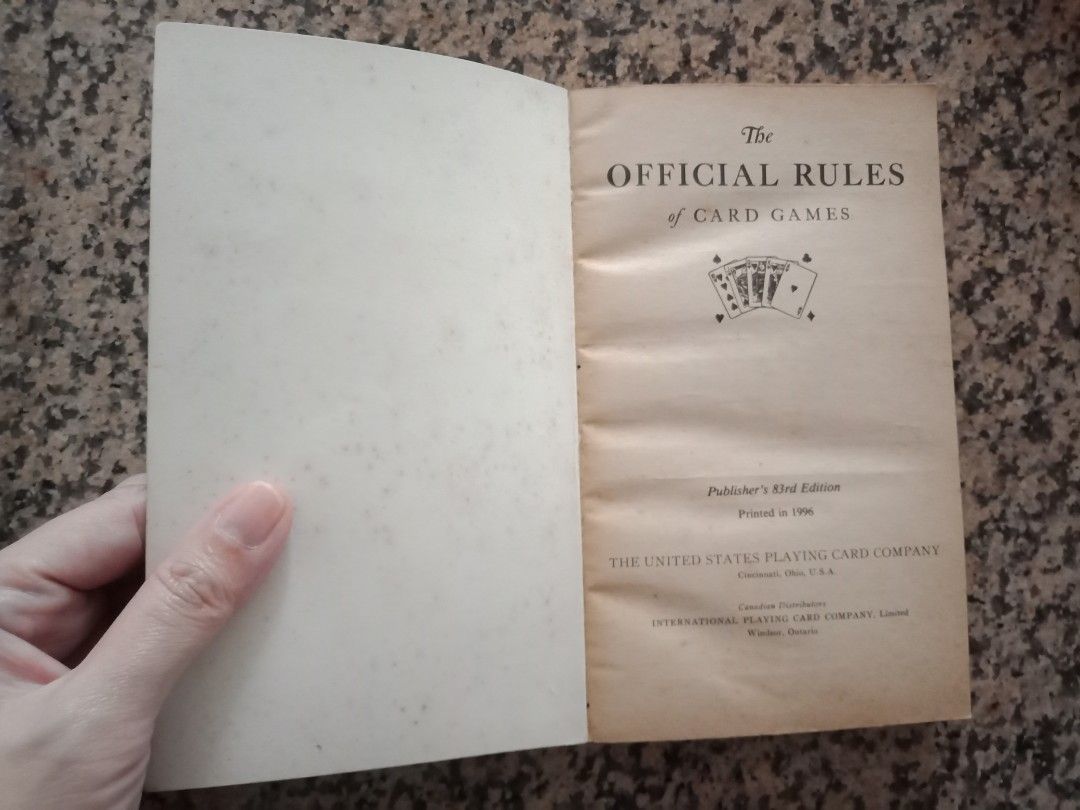 The
OFFICIAL RULES
of CARD GAMES
Publisher's 83rd Edition
Printed in 1996
THE UNITED STATES PLAYING CARD COMPANY
Cincinnati, Ohio, U.S.A.
Canadian Distributors
INTERNATIONAL PLAYING CARD COMPANY, Limited
Windsor, Ontario